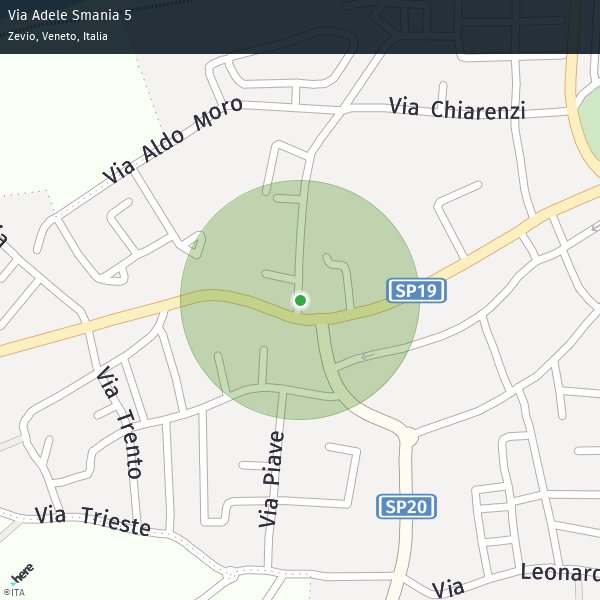 Via Adele Smania 5
Zevio, Veneto, Italia
Via Chiarenzi
Via Aldo Moro
SP19
Via Trento
Via Piave
SP20
Via Trieste
Via Leonard
here
©ITA